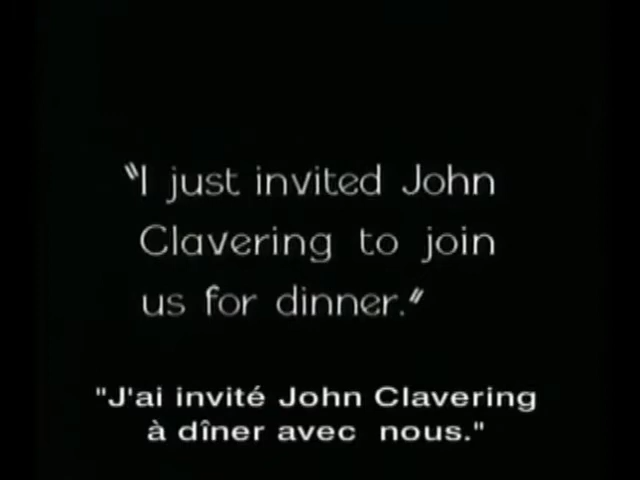 "I just invited John
Clavering to join
us for dinner."
"J'ai invité John Clavering
à dîner avec  nous."